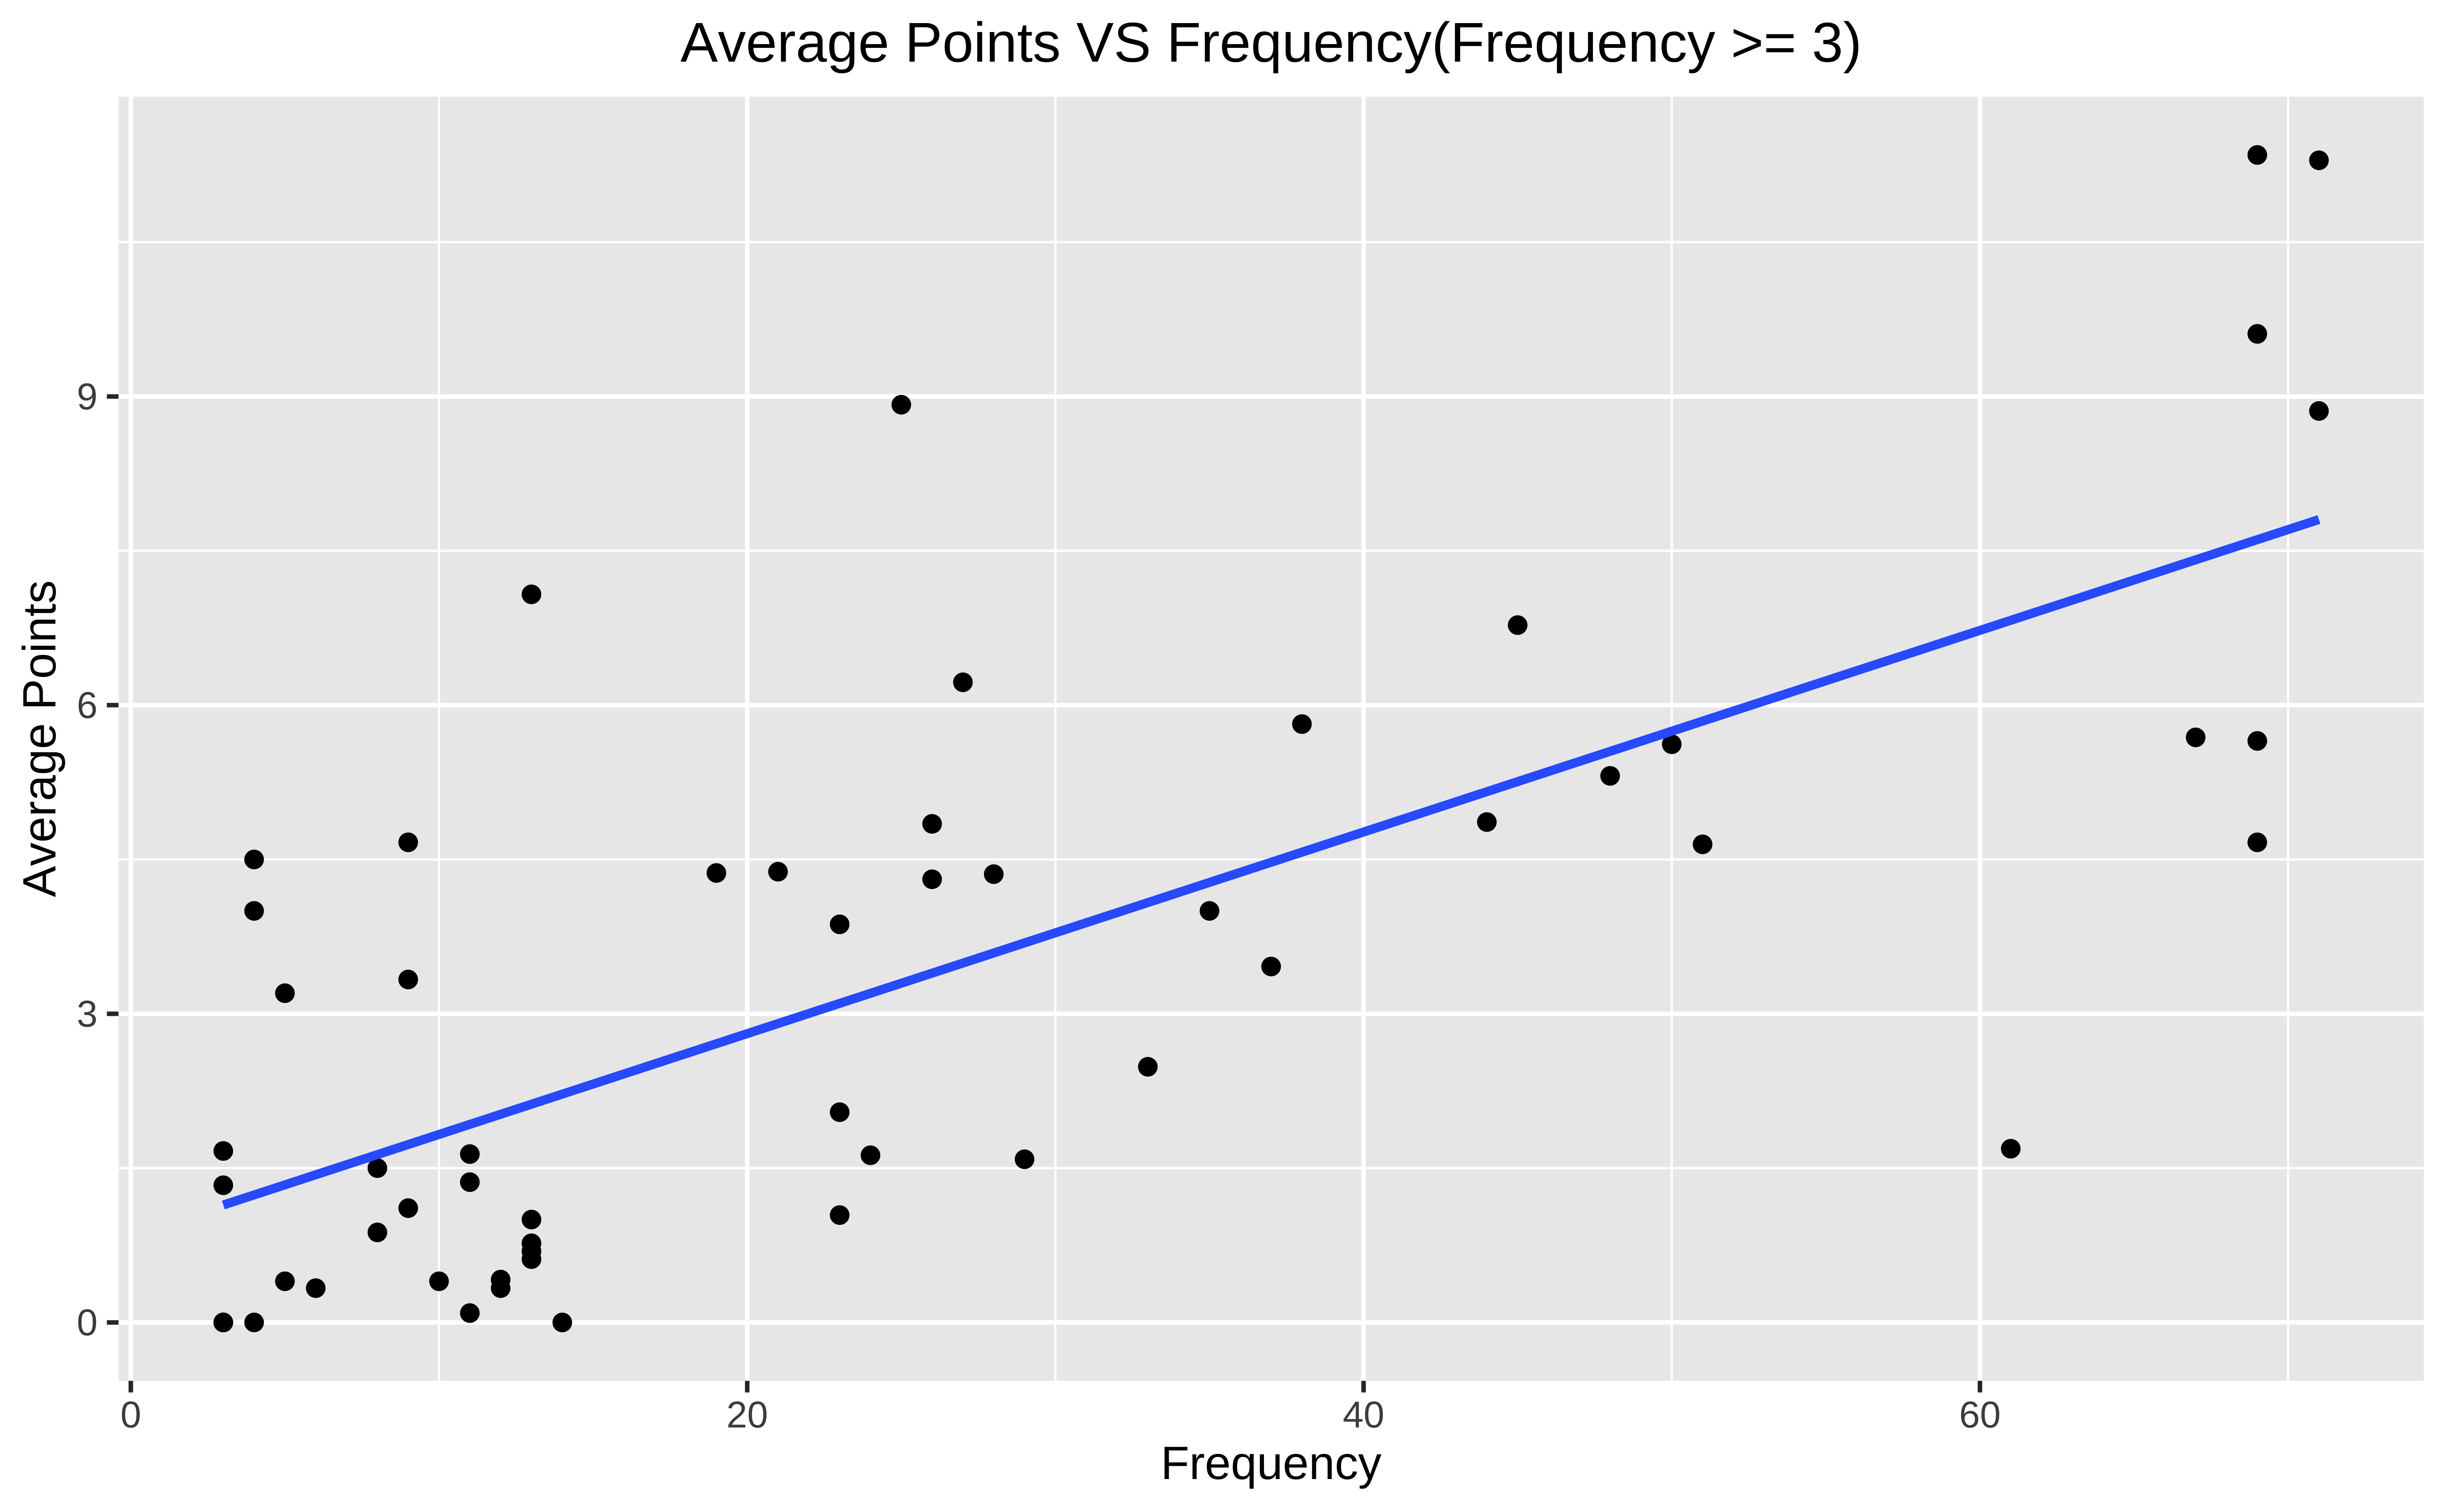 Average Points VS Frequency(Frequency >= 3)
Average Points
9
6
3
0
0 20 40 60
Frequency